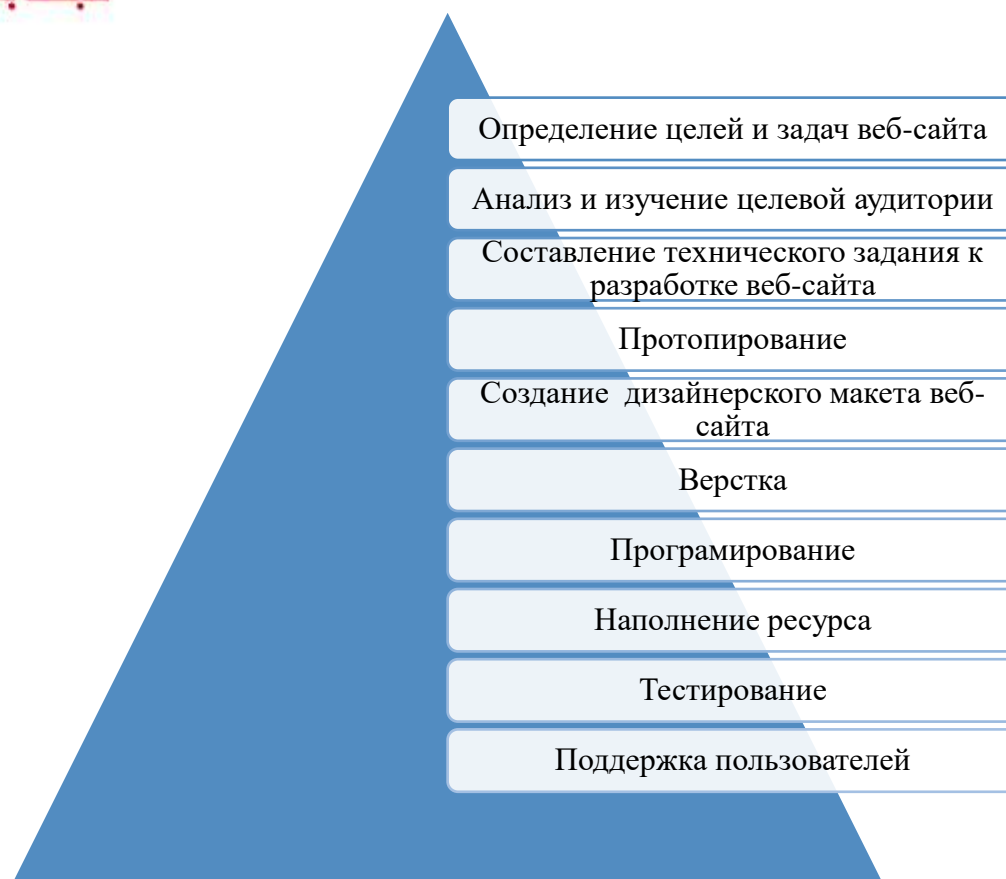 Определение целей и задач веб-сайта
Анализ и изучение целевой аудитории
Составление технического задания к
разработке веб-сайта
Протопирование
Создание  дизайнерского макета веб-
сайта
Верстка
Програмирование
Наполнение ресурса
Тестирование
Поддержка пользователей